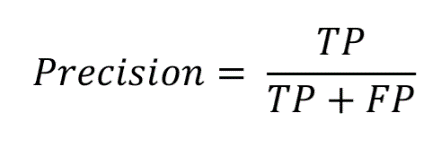 Precision = TP / (TP + FP)